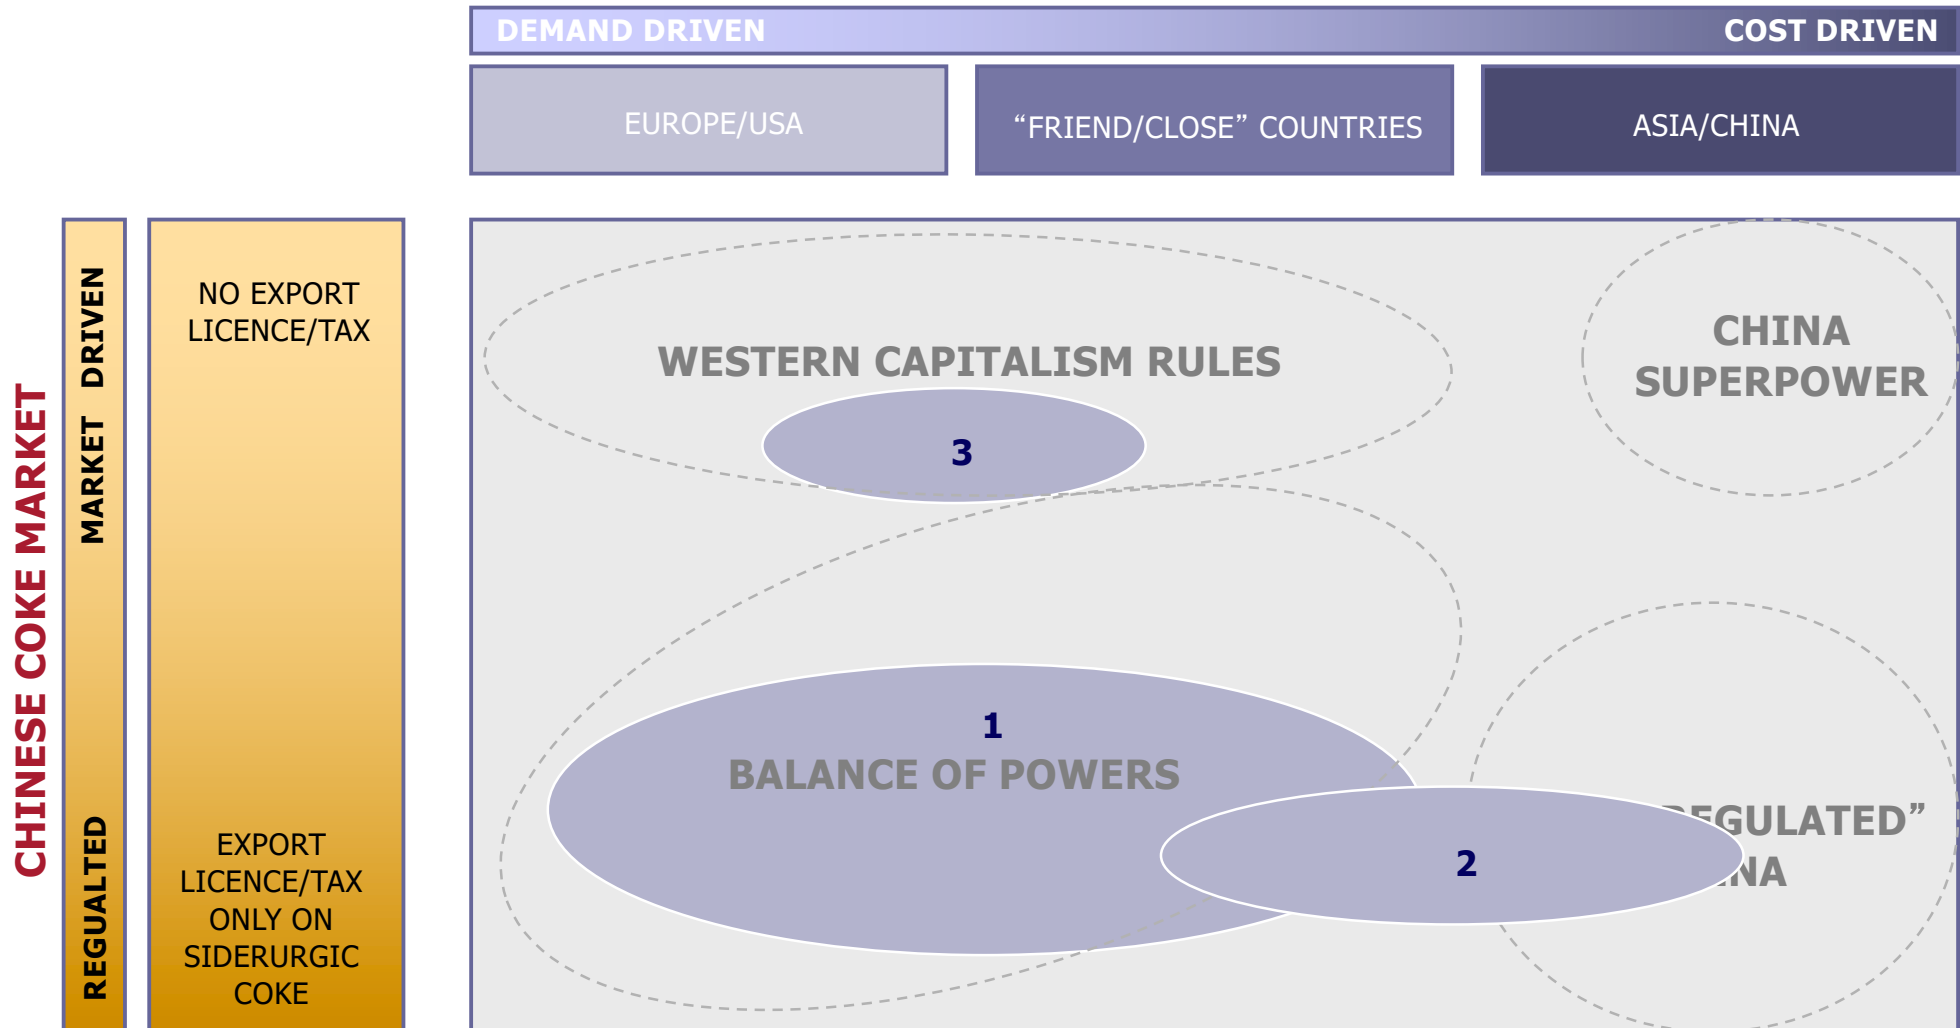 DEMAND DRIVEN
COST DRIVEN
EUROPE/USA
“FRIEND/CLOSE” COUNTRIES
ASIA/CHINA
CHINESE COKE MARKET
MARKET DRIVEN
REGUALTED
NO EXPORT
LICENCE/TAX
EXPORT
LICENCE/TAX
ONLY ON
SIDERURGIC
COKE
WESTERN CAPITALISM RULES
3
CHINA
SUPERPOWER
1
BALANCE OF POWERS
2